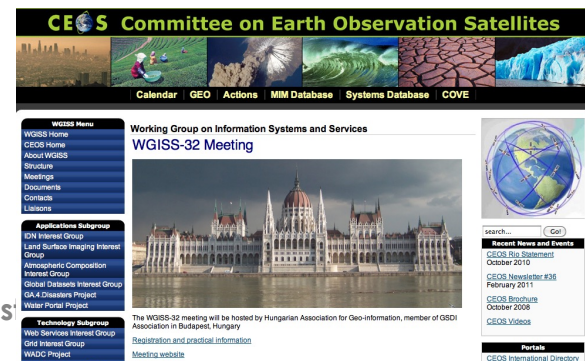 CEOS Committee on Earth Observation Satellites
Calendar GEO Actions MIM Database Systems Database COVE
WGISS Menu
WGISS Home
CEOS Home
About WGISS
Structure
Meetings
Documents
Contacts
Liaisons
Applications Subgroup
IDN Interest Group
Land Surface Imaging Interest
Group
Atmospheric Composition
Interest Group
Global Datasets Interest Group
GA.4.Disasters Project
Water Portal Project
Technology Subgroup
Web Services Interest Group
Grid Interest Group
WADC Project
Working Group on Information Systems and Services
WGISS-32 Meeting
The WGISS-32 meeting will be hosted by Hungarian Association for Geo-information, member of GSDI
Association in Budapest, Hungary
Registration and practical information
Meeting website
search... Go!
Recent News and Events
CEOS Rio Statement
October 2010
CEOS Newsletter #36
February 2011
CEOS Brochure
October 2008
CEOS Videos
Portals
CEOS International Directory